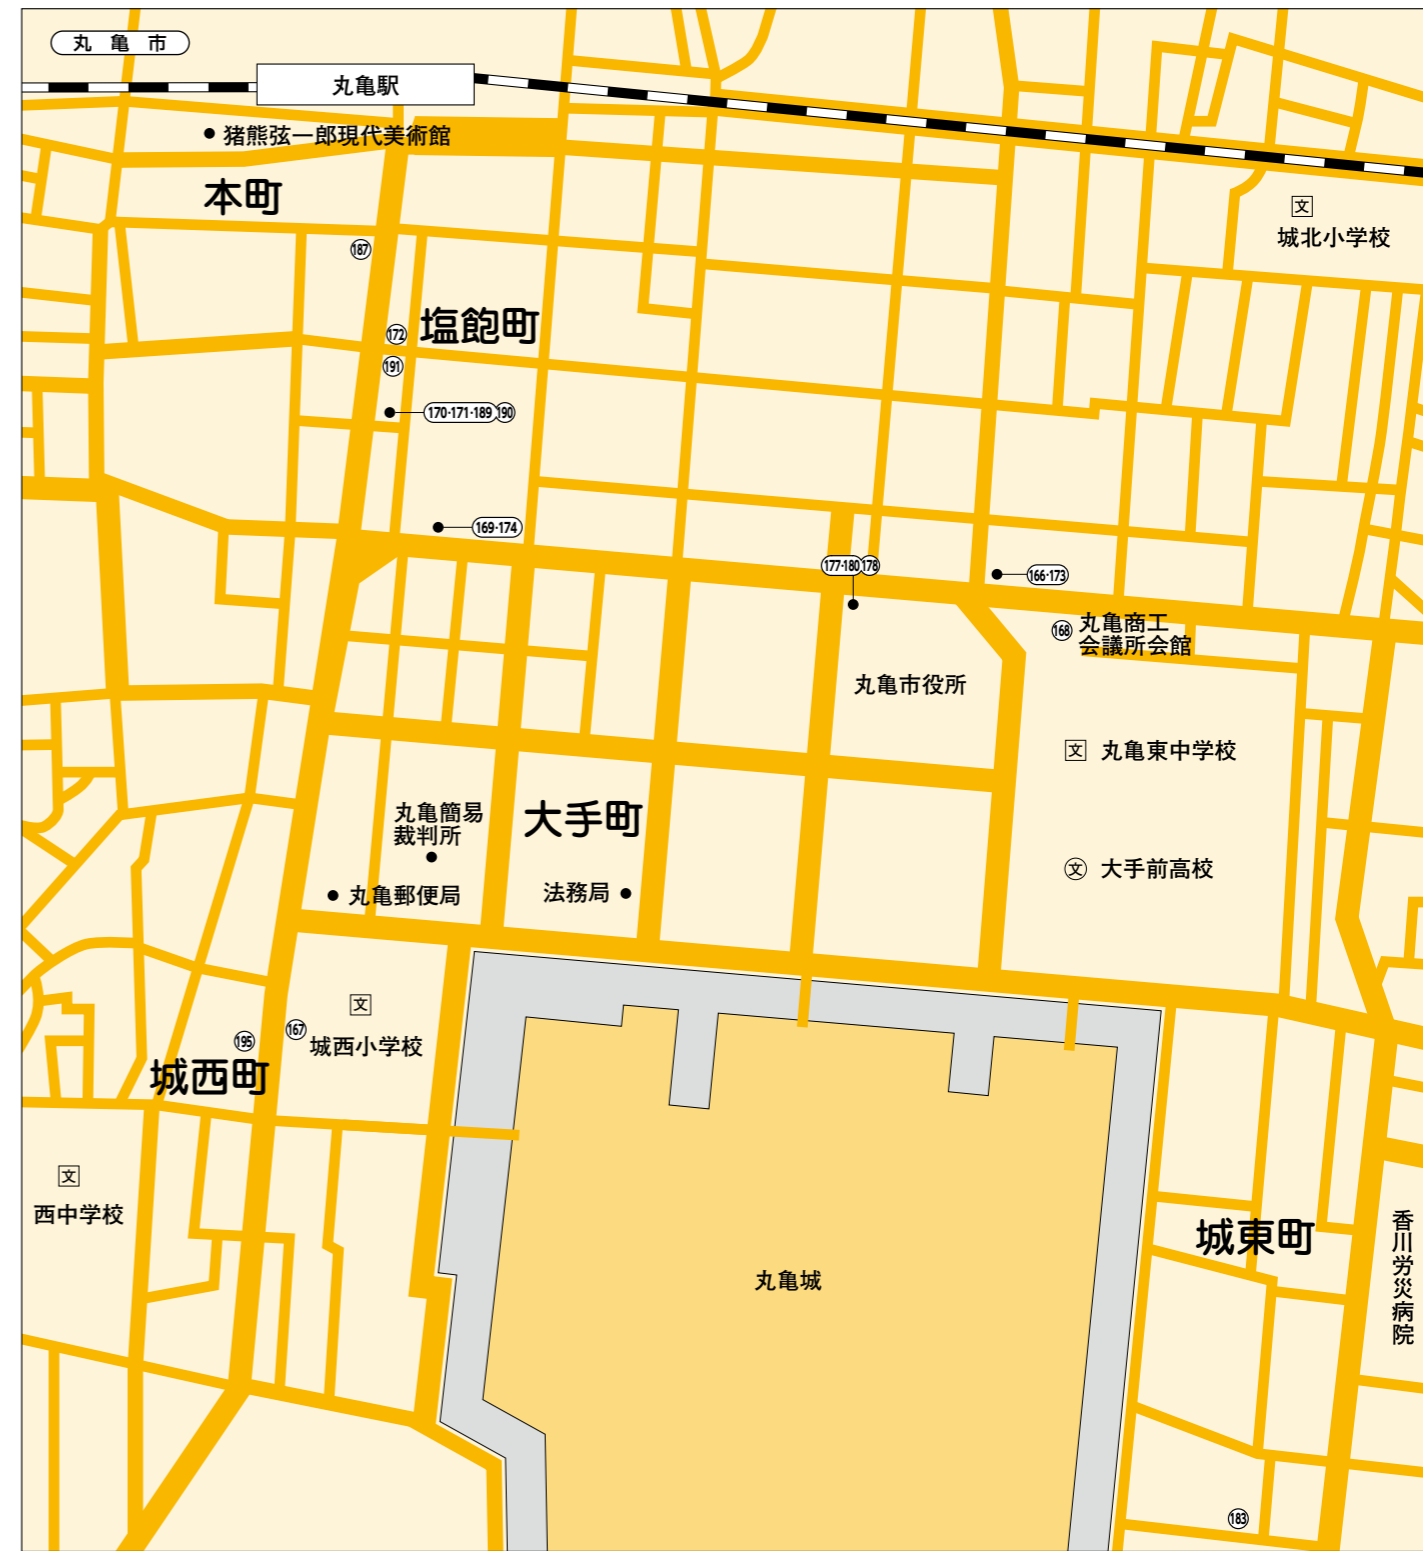 丸亀市
丸亀駅
猪熊弦一郎現代美術館
本町
文
城北小学校
187
172
塩飽町
191
170·171·189
190
169·174
177·180
178
166·173
168
丸亀商工
会議所会館
丸亀市役所
文
丸亀東中学校
丸亀簡易
裁判所
大手町
文
大手前高校
丸亀郵便局
法務局
文
167
195
城西小学校
城西町
文
西中学校
香川労災病院
城東町
丸亀城
183